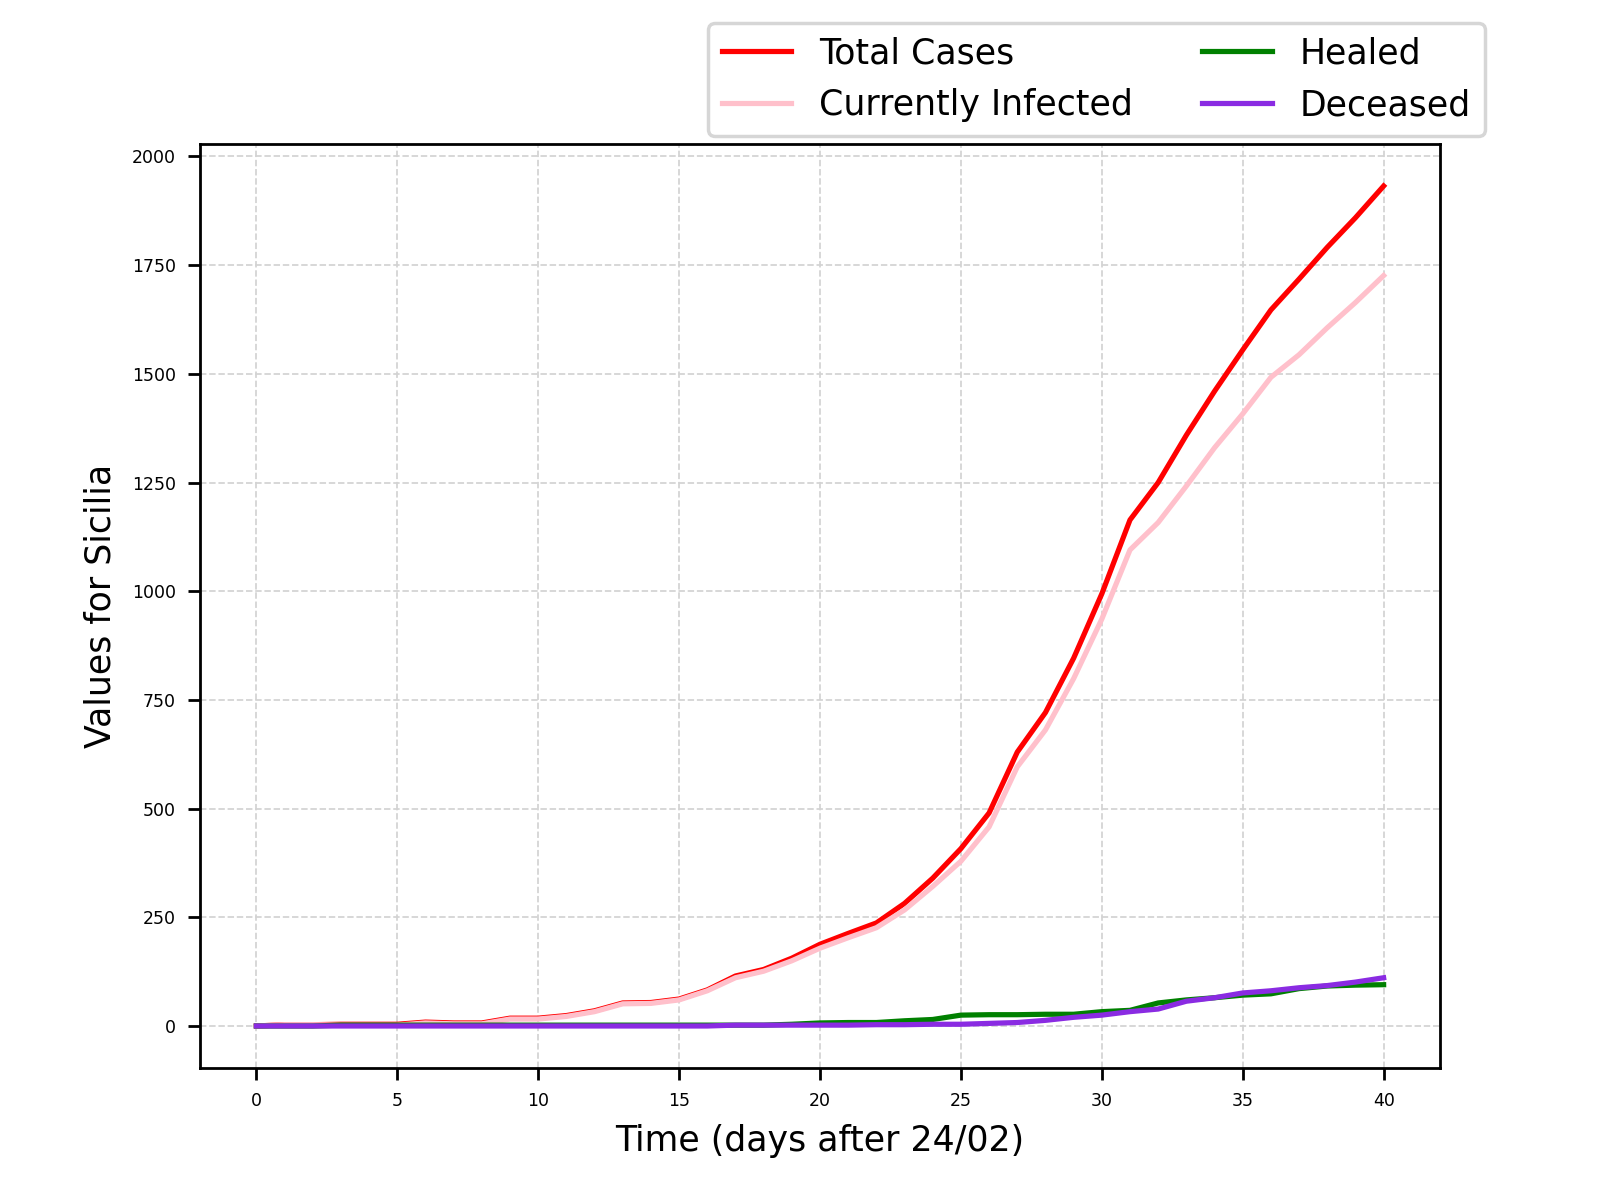 Total Cases
Currently Infected
Healed
Deceased
2000
1750
1500
1250
1000
750
500
250
0
Values for Sicilia
0 5 10 15 20 25 30 35 40
Time (days after 24/02)